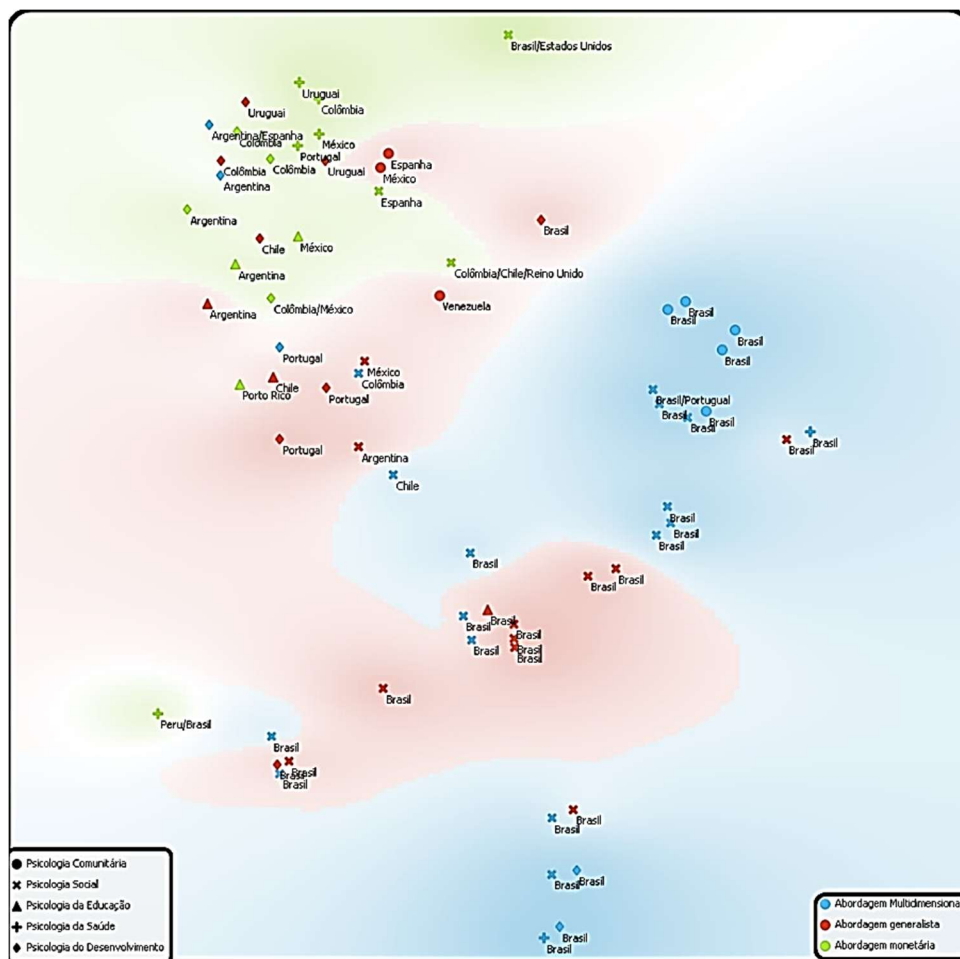 Brasil/Estados Unidos
Uruguai
Colômbia
Uruguai
Argentina/Espanha
Colômbia
México
Portugal
Espanha
Colômbia
Colômbia
Uruguai
México
Argentina
Espanha
Argentina
Brasil
Chile
México
Argentina
Colômbia/Chile/Reino Unido
Argentina
Colômbia/México
Venezuela
Brasil
Brasil
Brasil
Brasil
Portugal
México
Colômbia
Chile
Porto Rico
Portugal
Brasil/Portugual
Brasil
Brasil
Brasil
Portugal
Argentina
Brasil
Brasil
Chile
Brasil
Brasil
Brasil
Brasil
Brasil
Brasil
Brasil
Brasil
Brasil
Brasil
Brasil
Brasil
Brasil
Peru/Brasil
Brasil
Brasil
Brasil
Brasil
Brasil
Brasil
Brasil
Brasil
Brasil
Brasil
Psicologia Comunitária
Psicologia Social
Psicologia da Educação
Psicologia da Saúde
Psicologia do Desenvolvimento
Abordagem Multidimensiona
Abordagem generalista
Abordagem monetária